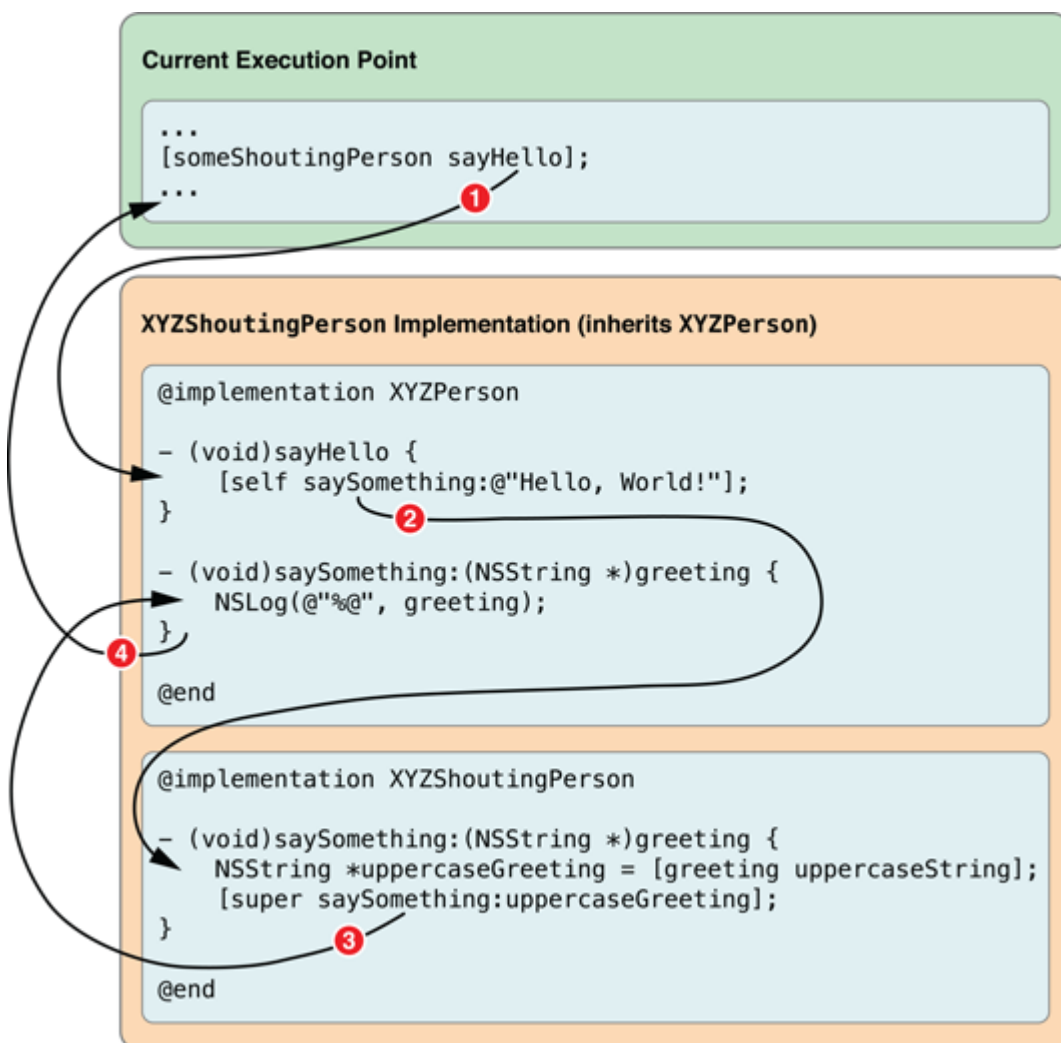 Current Execution Point
...
[someShoutingPerson sayHello];
1
...
XYZShoutingPerson Implementation (inherits XYZPerson)
@implementation XYZPerson
- (void)sayHello {
[self saySomething:@"Hello, World!"];
}
2
- (void)saySomething:(NSString *)greeting {
NSLog(@"%@", greeting);
}
4
@end
@implementation XYZShoutingPerson
- (void)saySomething:(NSString *)greeting {
NSString *uppercaseGreeting = [greeting uppercaseString];
[super saySomething:uppercaseGreeting];
}
3
@end